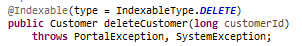 @Indexable(type = IndexableType.DELETE)
public Customer deleteCustomer(long customerId)
throws PortalException, SystemException;